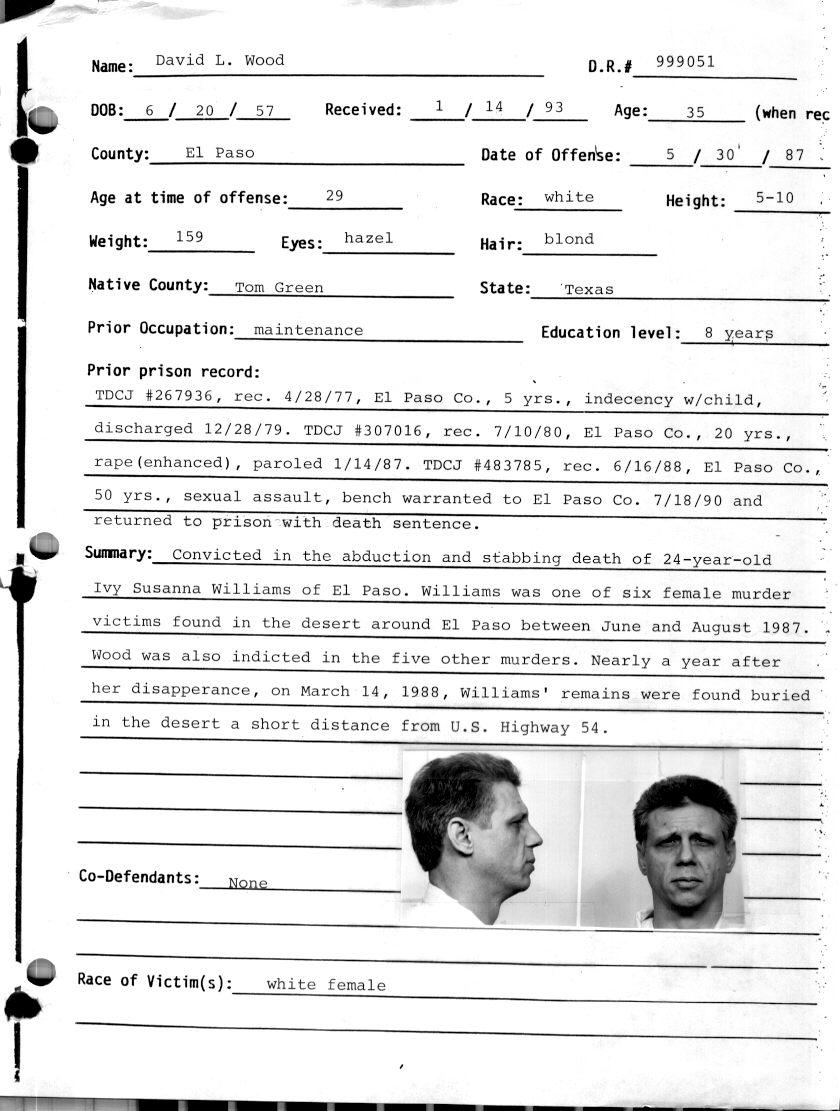 Name: David L. Wood D.R.# 999051
DOB: 6 / 20 / 57 Received: 1 / 14 / 93 Age: 35 (when rec
County: El Paso Date of Offense: 5 / 30 / 87
Age at time of offense: 29 Race: white Height: 5-10
Weight: 159 Eyes: hazel Hair: blond
Native County: Tom Green State: Texas
Prior Occupation: maintenance Education level: 8 years
Prior prison record:
TDCJ #267936, rec. 4/28/77, El Paso Co., 5 yrs., indecency w/child,
discharged 12/28/79. TDCJ #307016, rec. 7/10/80, El Paso Co., 20 yrs.,
rape(enhanced), paroled 1/14/87. TDCJ #483785, rec. 6/16/88, El Paso Co.,
50 yrs., sexual assault, bench warranted to El Paso Co. 7/18/90 and
returned to prison with death sentence.
Summary: Convicted in the abduction and stabbing death of 24-year-old
Ivy Susanna Williams of El Paso. Williams was one of six female murder
victims found in the desert around El Paso between June and August 1987.
Wood was also indicted in the five other murders. Nearly a year after
her disapperance, on March 14, 1988, Williams' remains were found buried
in the desert a short distance from U.S. Highway 54.
Co-Defendants: None
Race of Victim(s): white female